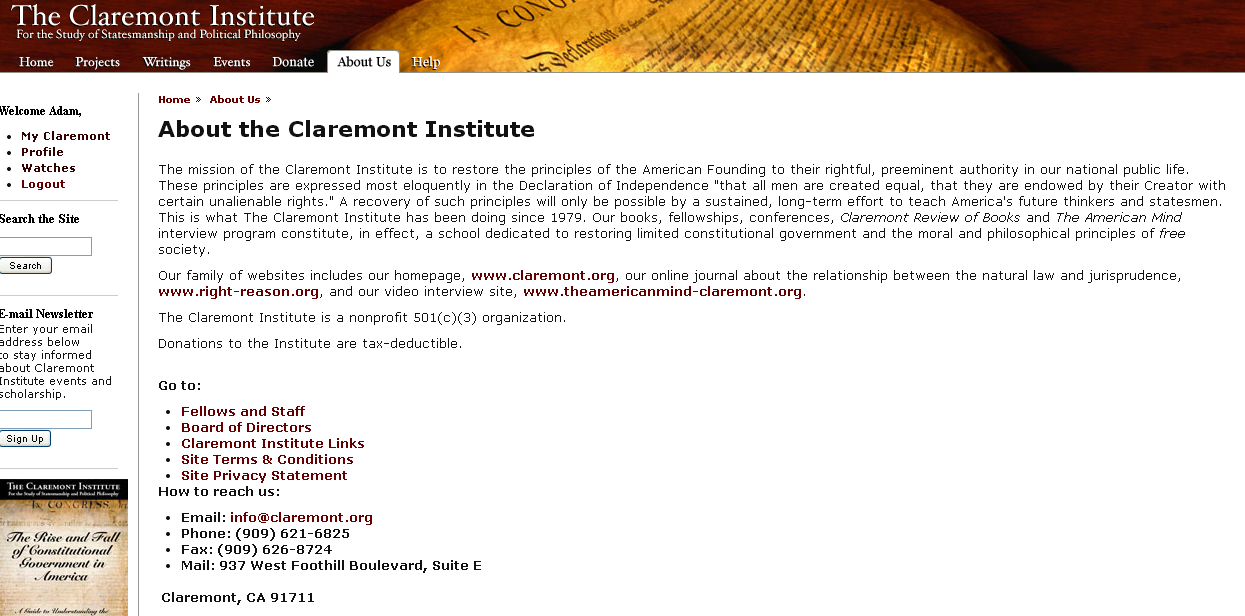 The Claremont Institute
For the Study of Statesmanship and Political Philosophy
IN CONGRESS
Declaration
Home Projects Writings Events Donate About Us Help
Welcome Adam,
My Claremont
Profile
Watches
Logout
Search the Site
Search
E-mail Newsletter
Enter your email
address below
to stay informed
about Claremont
Institute events and
scholarship.
Sign Up
THE CLAREMONT INSTITUTE
For the Study of Statesmanship and Political Philosophy
IN CONGRESS
The Rise and Fall
of Constitutional
Government in
America
A Guide to Understanding the
Home » About Us »
About the Claremont Institute
The mission of the Claremont Institute is to restore the principles of the American Founding to their rightful, preeminent authority in our national public life.
These principles are expressed most eloquently in the Declaration of Independence "that all men are created equal, that they are endowed by their Creator with
certain unalienable rights." A recovery of such principles will only be possible by a sustained, long-term effort to teach America's future thinkers and statesmen.
This is what The Claremont Institute has been doing since 1979. Our books, fellowships, conferences, Claremont Review of Books and The American Mind
interview program constitute, in effect, a school dedicated to restoring limited constitutional government and the moral and philosophical principles of free
society.
Our family of websites includes our homepage, www.claremont.org, our online journal about the relationship between the natural law and jurisprudence,
www.right-reason.org, and our video interview site, www.theamericanmind-claremont.org.
The Claremont Institute is a nonprofit 501(c)(3) organization.
Donations to the Institute are tax-deductible.
Go to:
Fellows and Staff
Board of Directors
Claremont Institute Links
Site Terms & Conditions
Site Privacy Statement
How to reach us:
Email: info@claremont.org
Phone: (909) 621-6825
Fax: (909) 626-8724
Mail: 937 West Foothill Boulevard, Suite E
Claremont, CA 91711